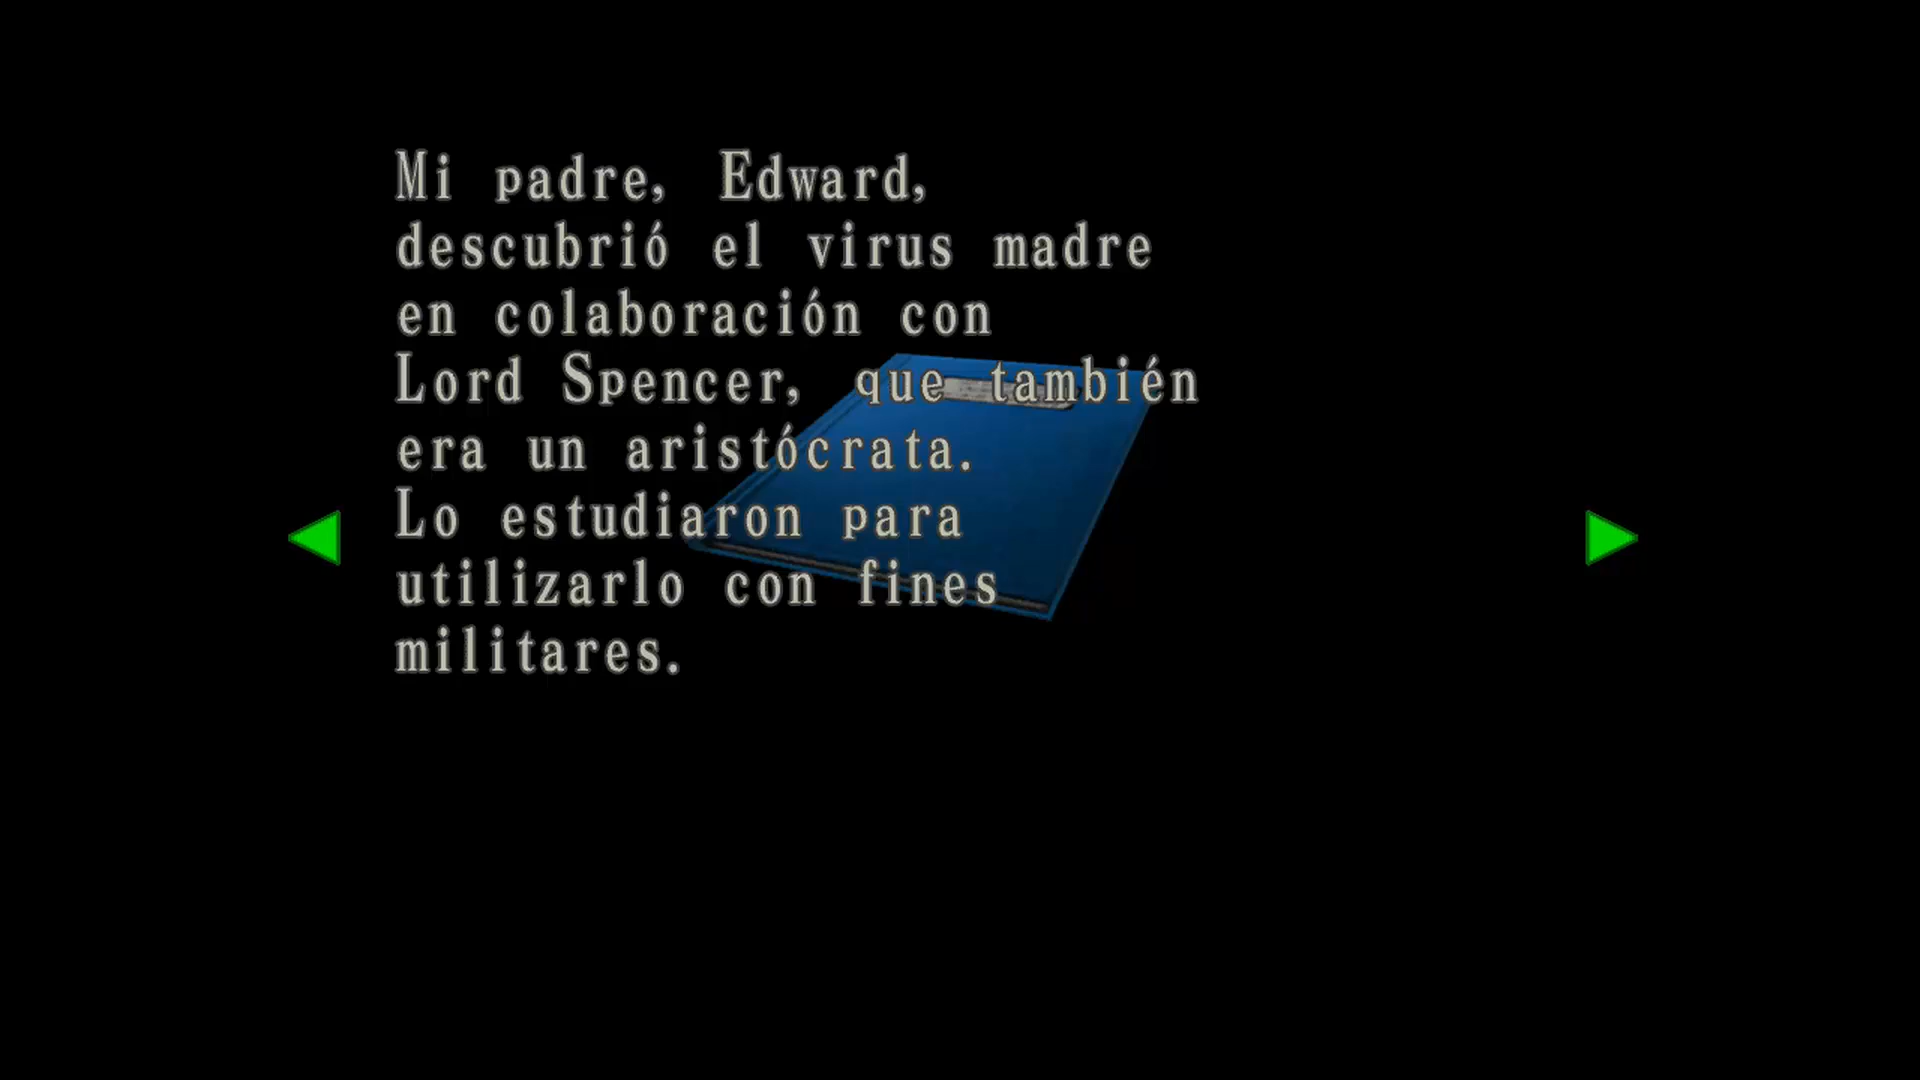 Mi padre, Edward,
descubrió el virus madre
en colaboración con
Lord Spencer, que también
era un aristócrata.
Lo estudiaron para
utilizarlo con fines
militares.